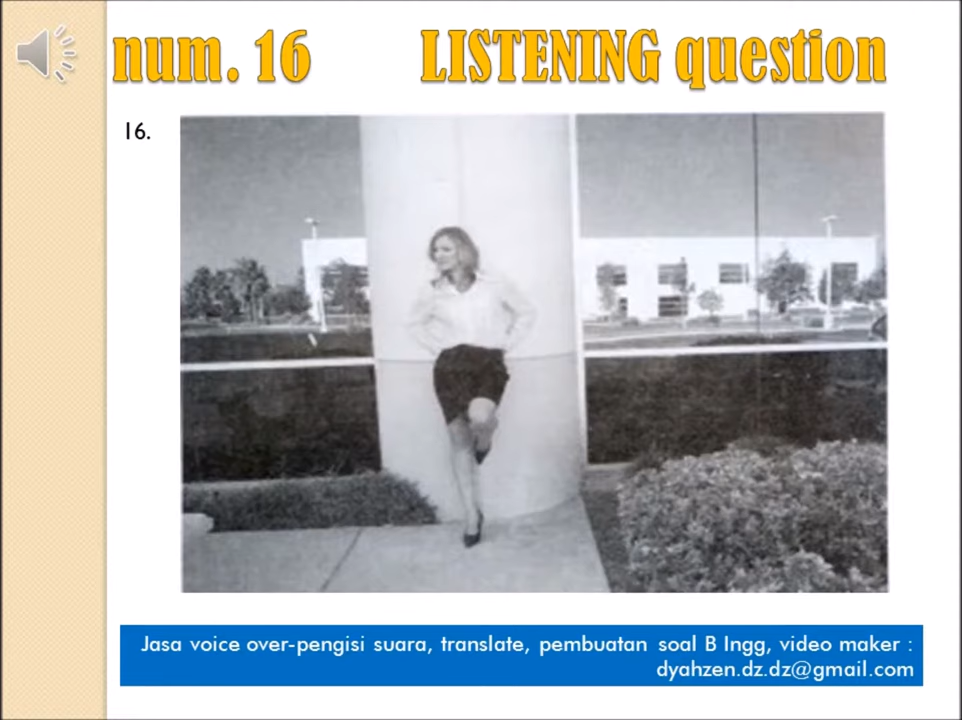 num. 16 LISTENING question
16.
Jasa voice over-pengisi suara, translate, pembuatan soal B Ingg, video maker :
dyahzen.dz.dz@gmail.com